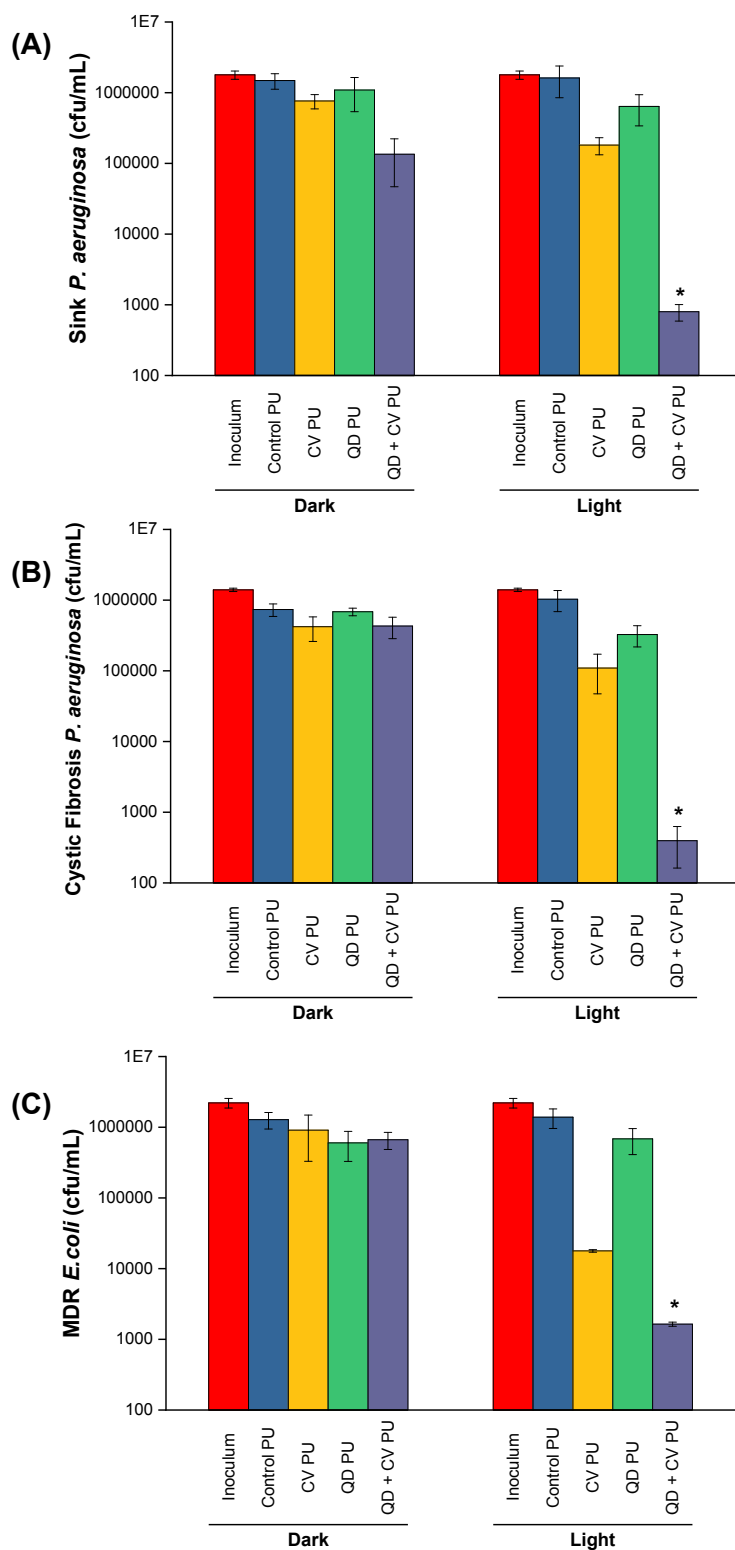 (A)
Sink P. aeruginosa (cfu/mL)
1E7
1000000
100000
10000
1000
100
*
Inoculum
Control PU
CV PU
QD PU
QD + CV PU
Inoculum
Control PU
CV PU
QD PU
QD + CV PU
Dark
Light
(B)
Cystic Fibrosis P. aeruginosa (cfu/mL)
1E7
1000000
100000
10000
1000
100
*
Inoculum
Control PU
CV PU
QD PU
QD + CV PU
Inoculum
Control PU
CV PU
QD PU
QD + CV PU
Dark
Light
(C)
MDR E.coli (cfu/mL)
1E7
1000000
100000
10000
1000
100
*
Inoculum
Control PU
CV PU
QD PU
QD + CV PU
Inoculum
Control PU
CV PU
QD PU
QD + CV PU
Dark
Light